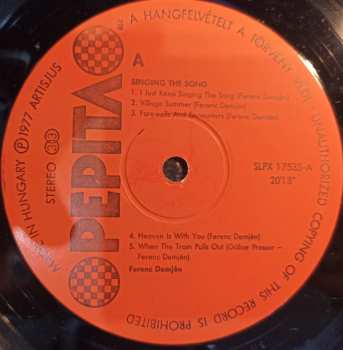 A HANGFELVÉTELT A TÖRVÉNY VÉDI · UNAUTHORIZED COPYING OF THIS RECORD IS PROHIBITED
MADE IN HUNGARY Ⓟ 1977 ARTISJUS
STEREO 33
PEPITA
A
SINGING THE SONG
1. I Just Keep Singing The Song (Ferenc Demjén)
2. Village Summer (Ferenc Demjén)
3. Farewells And Encounters (Ferenc Demjén)
SLPX 17535-A
20'18"
4. Heaven Is With You (Ferenc Demjén)
5. When The Train Pulls Out (Gábor Presser –
Ferenc Demjén)
Ferenc Demjén